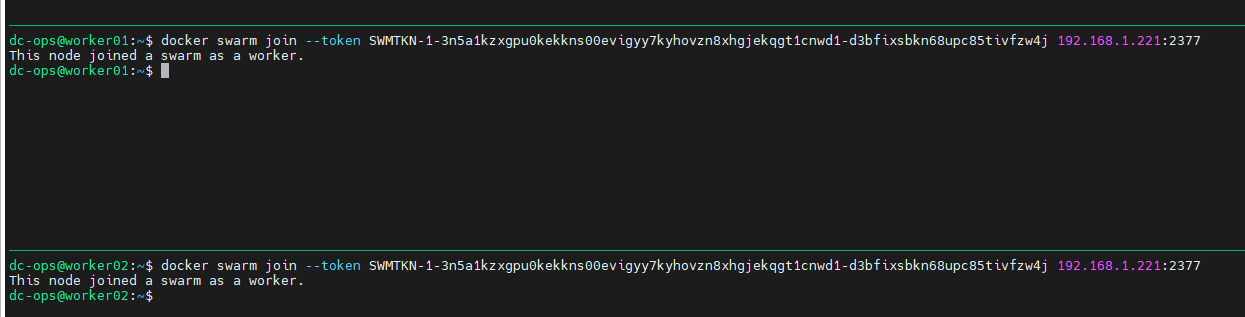 dc-ops@worker01:~$ docker swarm join --token SWMTKN-1-3n5a1kzxgpu0kekkns00evigyy7kyhovzn8xhgjekqgt1cnwd1-d3bfixsbkn68upc85tivfzw4j 192.168.1.221:2377
This node joined a swarm as a worker.
dc-ops@worker01:~$
dc-ops@worker02:~$ docker swarm join --token SWMTKN-1-3n5a1kzxgpu0kekkns00evigyy7kyhovzn8xhgjekqgt1cnwd1-d3bfixsbkn68upc85tivfzw4j 192.168.1.221:2377
This node joined a swarm as a worker.
dc-ops@worker02:~$